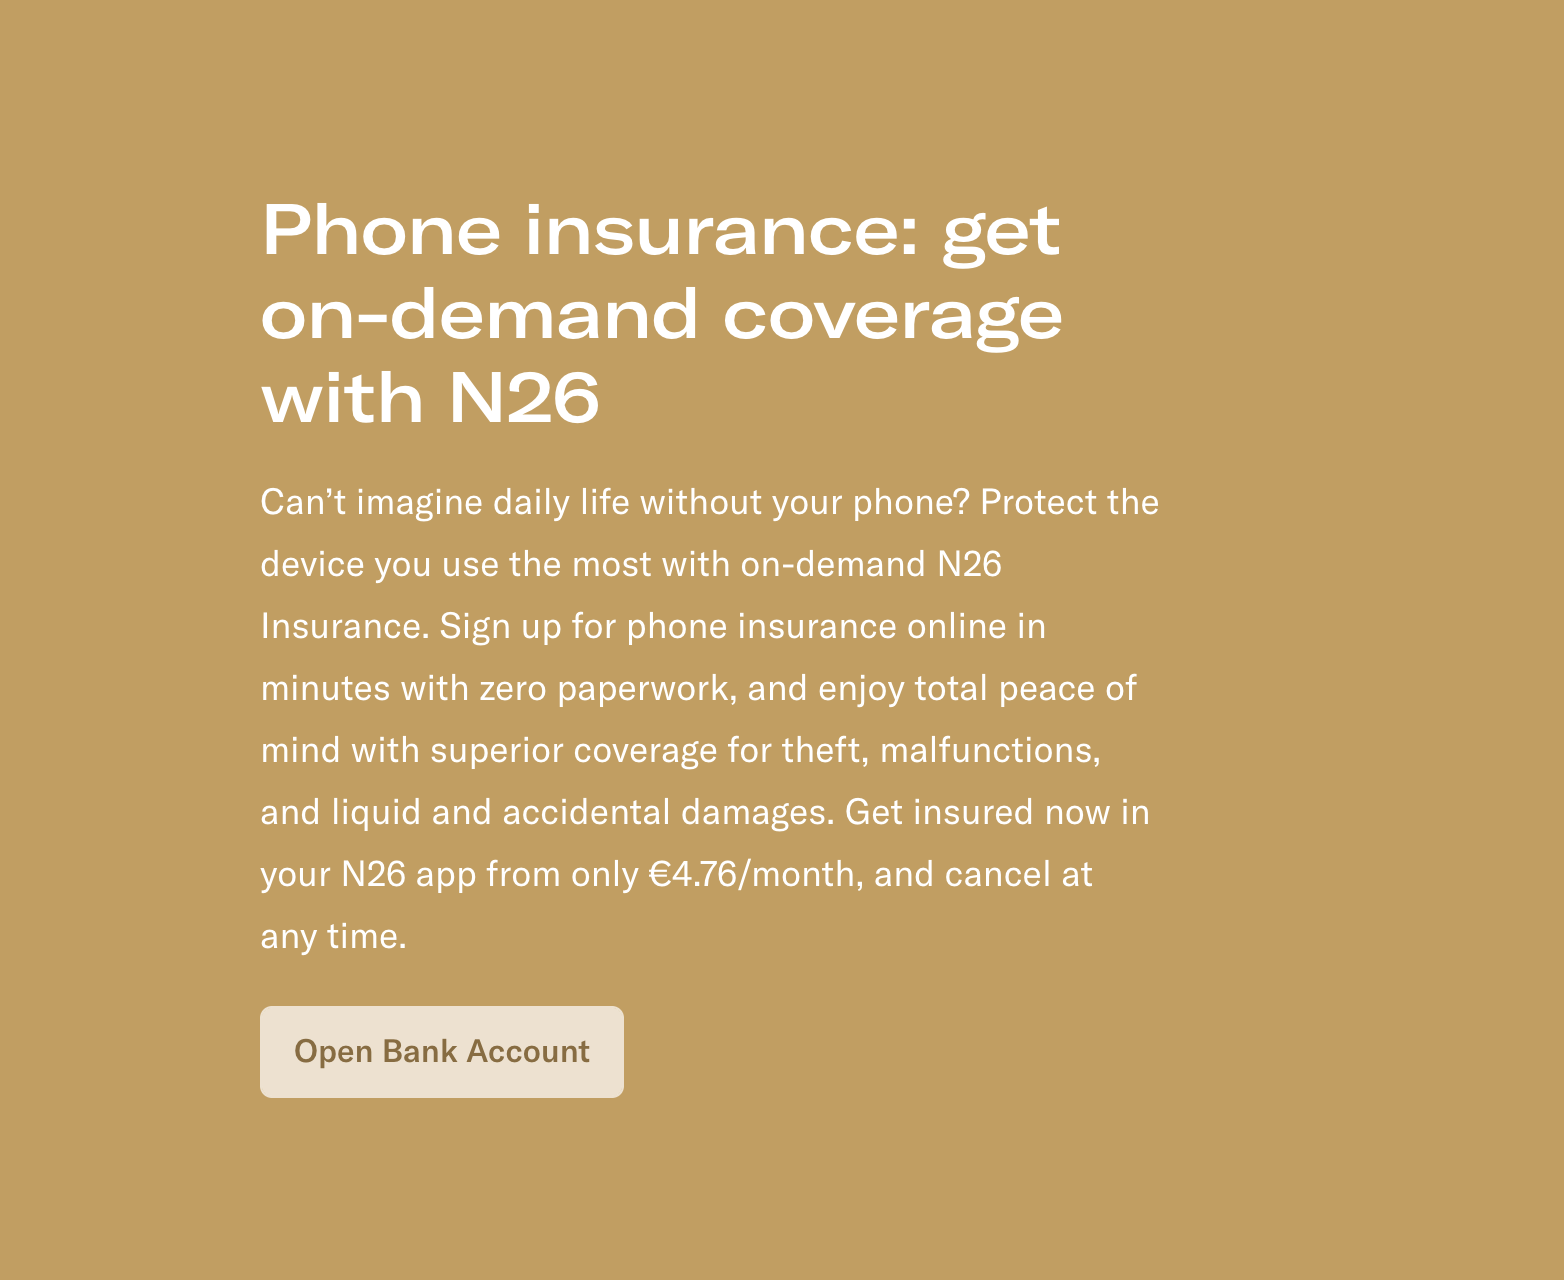 Phone insurance: get
on-demand coverage
with N26
Can’t imagine daily life without your phone? Protect the
device you use the most with on-demand N26
Insurance. Sign up for phone insurance online in
minutes with zero paperwork, and enjoy total peace of
mind with superior coverage for theft, malfunctions,
and liquid and accidental damages. Get insured now in
your N26 app from only €4.76/month, and cancel at
any time.
Open Bank Account